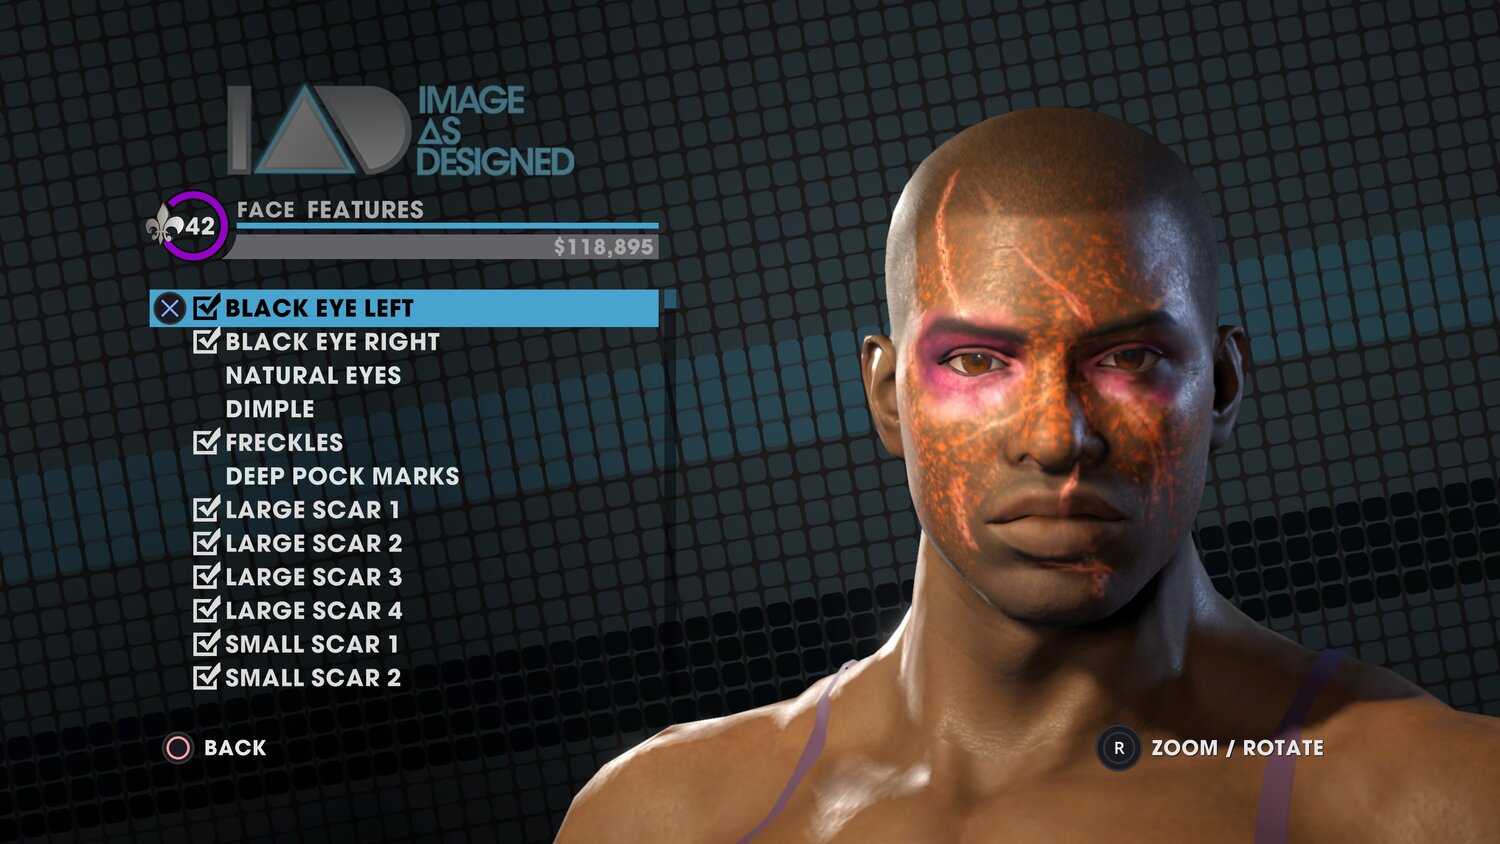 IMAGE
AS
DESIGNED
42
FACE FEATURES
$118,895
BLACK EYE LEFT
BLACK EYE RIGHT
NATURAL EYES
DIMPLE
FRECKLES
DEEP POCK MARKS
LARGE SCAR 1
LARGE SCAR 2
LARGE SCAR 3
LARGE SCAR 4
SMALL SCAR 1
SMALL SCAR 2
BACK
R ZOOM / ROTATE